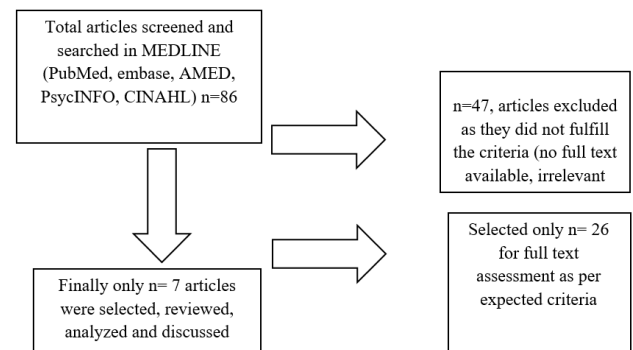 Total articles screened and
searched in MEDLINE
(PubMed, embase, AMED,
PsycINFO, CINAHL) n=86
n=47, articles excluded
as they did not fulfill
the criteria (no full text
available, irrelevant
Selected only n= 26
for full text
assessment as per
expected criteria
Finally only n= 7 articles
were selected, reviewed,
analyzed and discussed